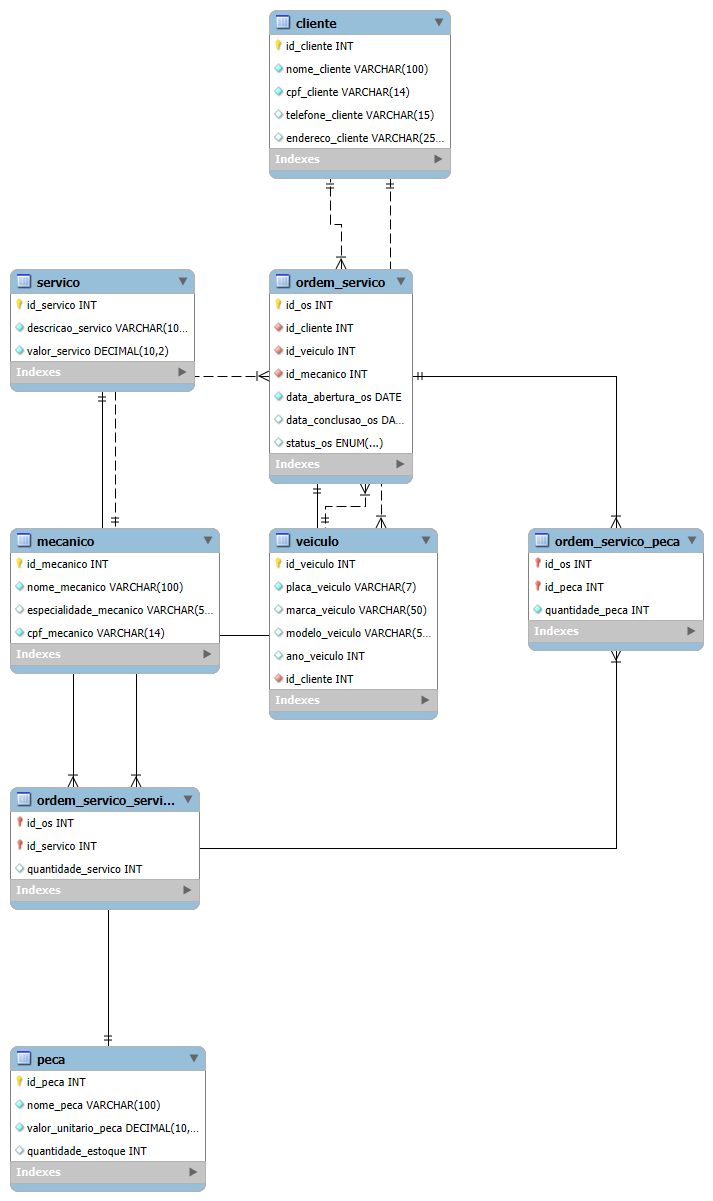 cliente
id_cliente INT
nome_cliente VARCHAR(100)
cpf_cliente VARCHAR(14)
telefone_cliente VARCHAR(15)
endereco_cliente VARCHAR(25...
Indexes
servico
id_servico INT
descricao_servico VARCHAR(10...
valor_servico DECIMAL(10,2)
Indexes
ordem_servico
id_os INT
id_cliente INT
id_veiculo INT
id_mecanico INT
data_abertura_os DATE
data_conclusao_os DA...
status_os ENUM(...)
Indexes
mecanico
id_mecanico INT
nome_mecanico VARCHAR(100)
especialidade_mecanico VARCHAR(5...
cpf_mecanico VARCHAR(14)
Indexes
veiculo
id_veiculo INT
placa_veiculo VARCHAR(7)
marca_veiculo VARCHAR(50)
modelo_veiculo VARCHAR(5...
ano_veiculo INT
id_cliente INT
Indexes
ordem_servico_peca
id_os INT
id_peca INT
quantidade_peca INT
Indexes
ordem_servico_servi...
id_os INT
id_servico INT
quantidade_servico INT
Indexes
peca
id_peca INT
nome_peca VARCHAR(100)
valor_unitario_peca DECIMAL(10,...
quantidade_estoque INT
Indexes